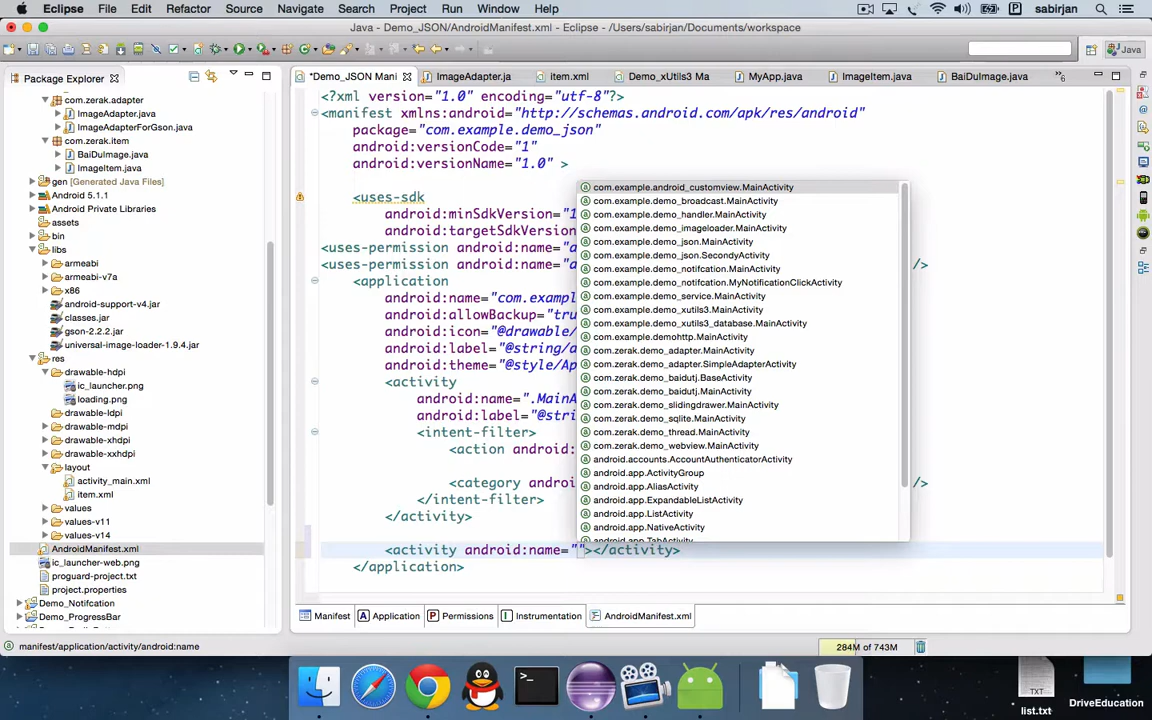 Eclipse File Edit Refactor Source Navigate Search Project Run Window Help sabirjan
Java - Demo_JSON/AndroidManifest.xml - Eclipse - /Users/sabirjan/Documents/workspace
Java
Package Explorer
*Demo_JSON Mani ImageAdapter.ja item.xml Demo_xUtils3 Ma MyApp.java ImageItem.java BaiDuImage.java »6
com.zerak.adapter
ImageAdapter.java
ImageAdapterForGson.java
com.zerak.item
BaiDuImage.java
ImageItem.java
gen [Generated Java Files]
Android 5.1.1
Android Private Libraries
assets
bin
libs
armeabi
armeabi-v7a
x86
android-support-v4.jar
classes.jar
gson-2.2.2.jar
universal-image-loader-1.9.4.jar
res
drawable-hdpi
ic_launcher.png
loading.png
drawable-ldpi
drawable-mdpi
drawable-xhdpi
drawable-xxhdpi
layout
activity_main.xml
item.xml
values
values-v11
values-v14
AndroidManifest.xml
ic_launcher-web.png
proguard-project.txt
project.properties
Demo_Notifcation
Demo_ProgressBar
<?xml version="1.0" encoding="utf-8"?>
<manifest xmlns:android="http://schemas.android.com/apk/res/android"
package="com.example.demo_json"
android:versionCode="1"
android:versionName="1.0" >
<uses-sdk
android:minSdkVersion="1
android:targetSdkVersion
<uses-permission android:name="a
<uses-permission android:name="a />
<application
android:name="com.exampl
android:allowBackup="tru
android:icon="@drawable/
android:label="@string/a
android:theme="@style/Ap
<activity
android:name=".MainA
android:label="@stri
<intent-filter>
<action android:
<category androi />
</intent-filter>
</activity>
<activity android:name=""></activity>
</application>
com.example.android_customview.MainActivity
com.example.demo_broadcast.MainActivity
com.example.demo_handler.MainActivity
com.example.demo_imageloader.MainActivity
com.example.demo_json.MainActivity
com.example.demo_json.SecondyActivity
com.example.demo_notifcation.MainActivity
com.example.demo_notifcation.MyNotificationClickActivity
com.example.demo_service.MainActivity
com.example.demo_xutils3.MainActivity
com.example.demo_xutils3_database.MainActivity
com.example.demohttp.MainActivity
com.zerak.demo_adapter.MainActivity
com.zerak.demo_adapter.SimpleAdapterActivity
com.zerak.demo_baidutj.BaseActivity
com.zerak.demo_baidutj.MainActivity
com.zerak.demo_slidingdrawer.MainActivity
com.zerak.demo_sqlite.MainActivity
com.zerak.demo_thread.MainActivity
com.zerak.demo_webview.MainActivity
android.accounts.AccountAuthenticatorActivity
android.app.ActivityGroup
android.app.AliasActivity
android.app.ExpandableListActivity
android.app.ListActivity
android.app.NativeActivity
android.app.TabActivity
Manifest Application Permissions Instrumentation AndroidManifest.xml
manifest/application/activity/android:name
284M of 743M
TXT
list.txt
DriveEducation